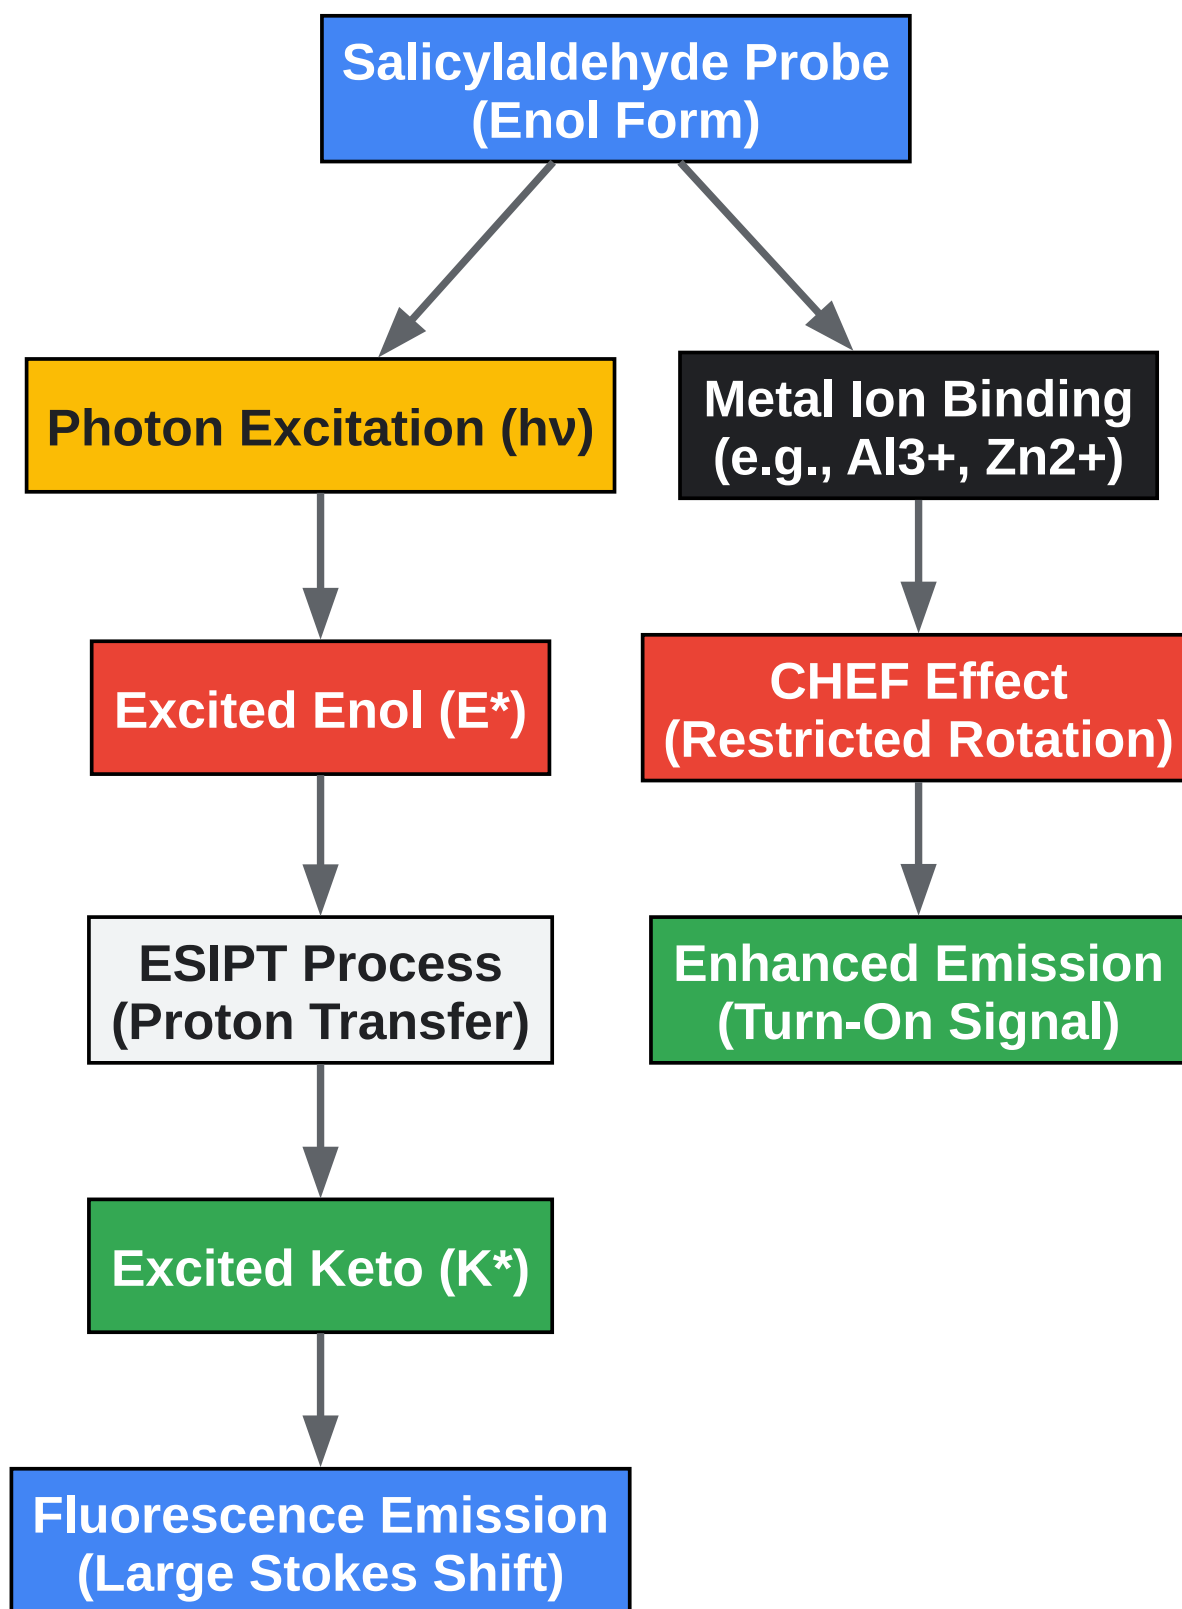 Salicylaldehyde Probe
(Enol Form)
Photon Excitation (hν)
Metal Ion Binding
(e.g., Al3+, Zn2+)
Excited Enol (E*)
CHEF Effect
(Restricted Rotation)
ESIPT Process
(Proton Transfer)
Enhanced Emission
(Turn-On Signal)
Excited Keto (K*)
Fluorescence Emission
(Large Stokes Shift)